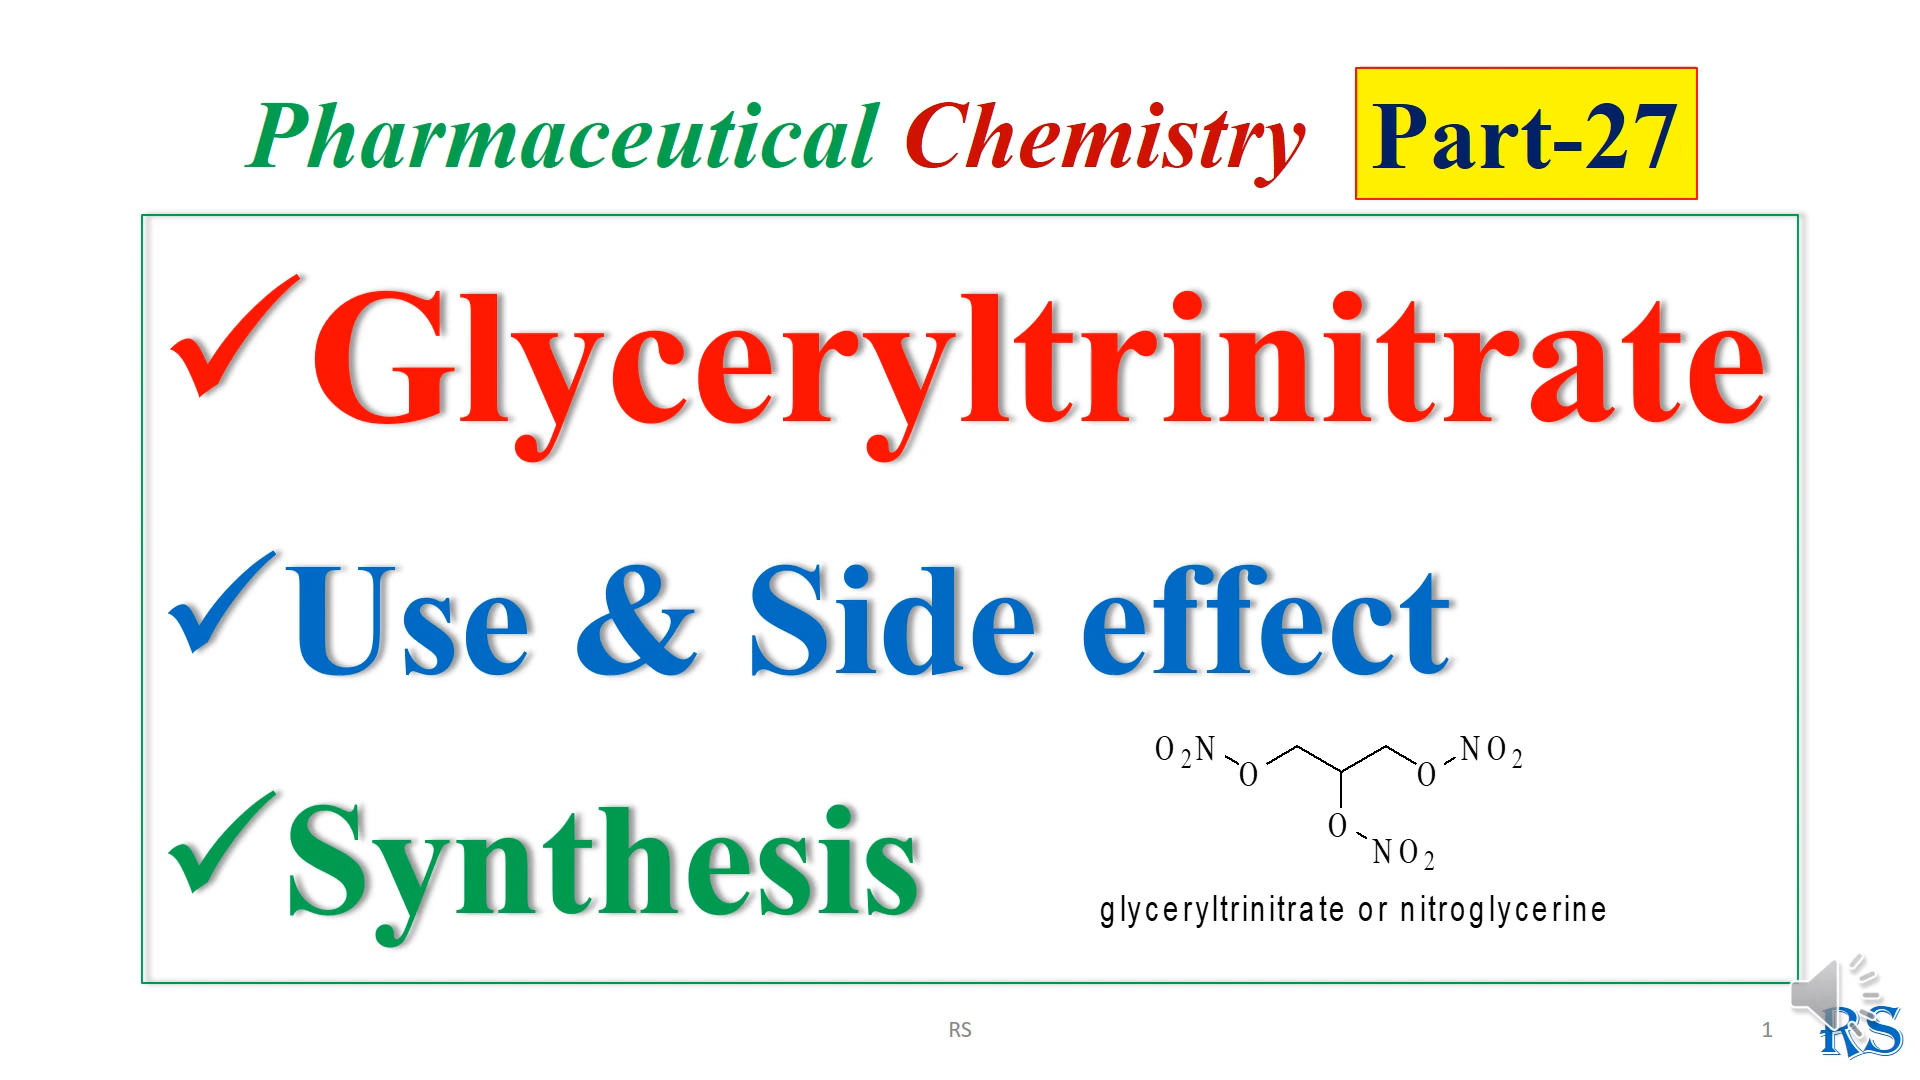 Pharmaceutical Chemistry Part-27
✓Glyceryltrinitrate
✓Use & Side effect
✓Synthesis
O2N
O
O
NO2
O
NO2
glyceryltrinitrate or nitroglycerine
RS
1
RS